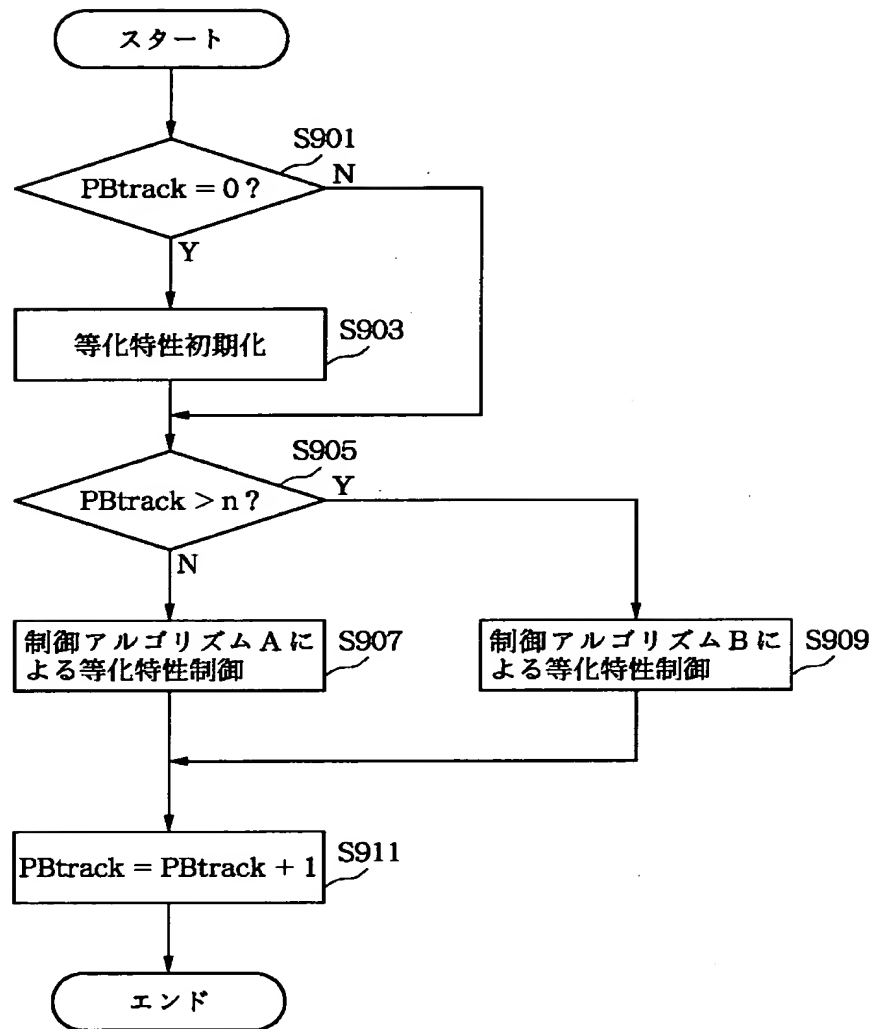 スタート
S901
PBtrack = 0?
N
Y
等化特性初期化
S903
S905
PBtrack > n?
Y
N
制御アルゴリズム A に
よる等化特性制御
S907
制御アルゴリズム B に
よる等化特性制御
S909
PBtrack = PBtrack + 1
S911
エンド